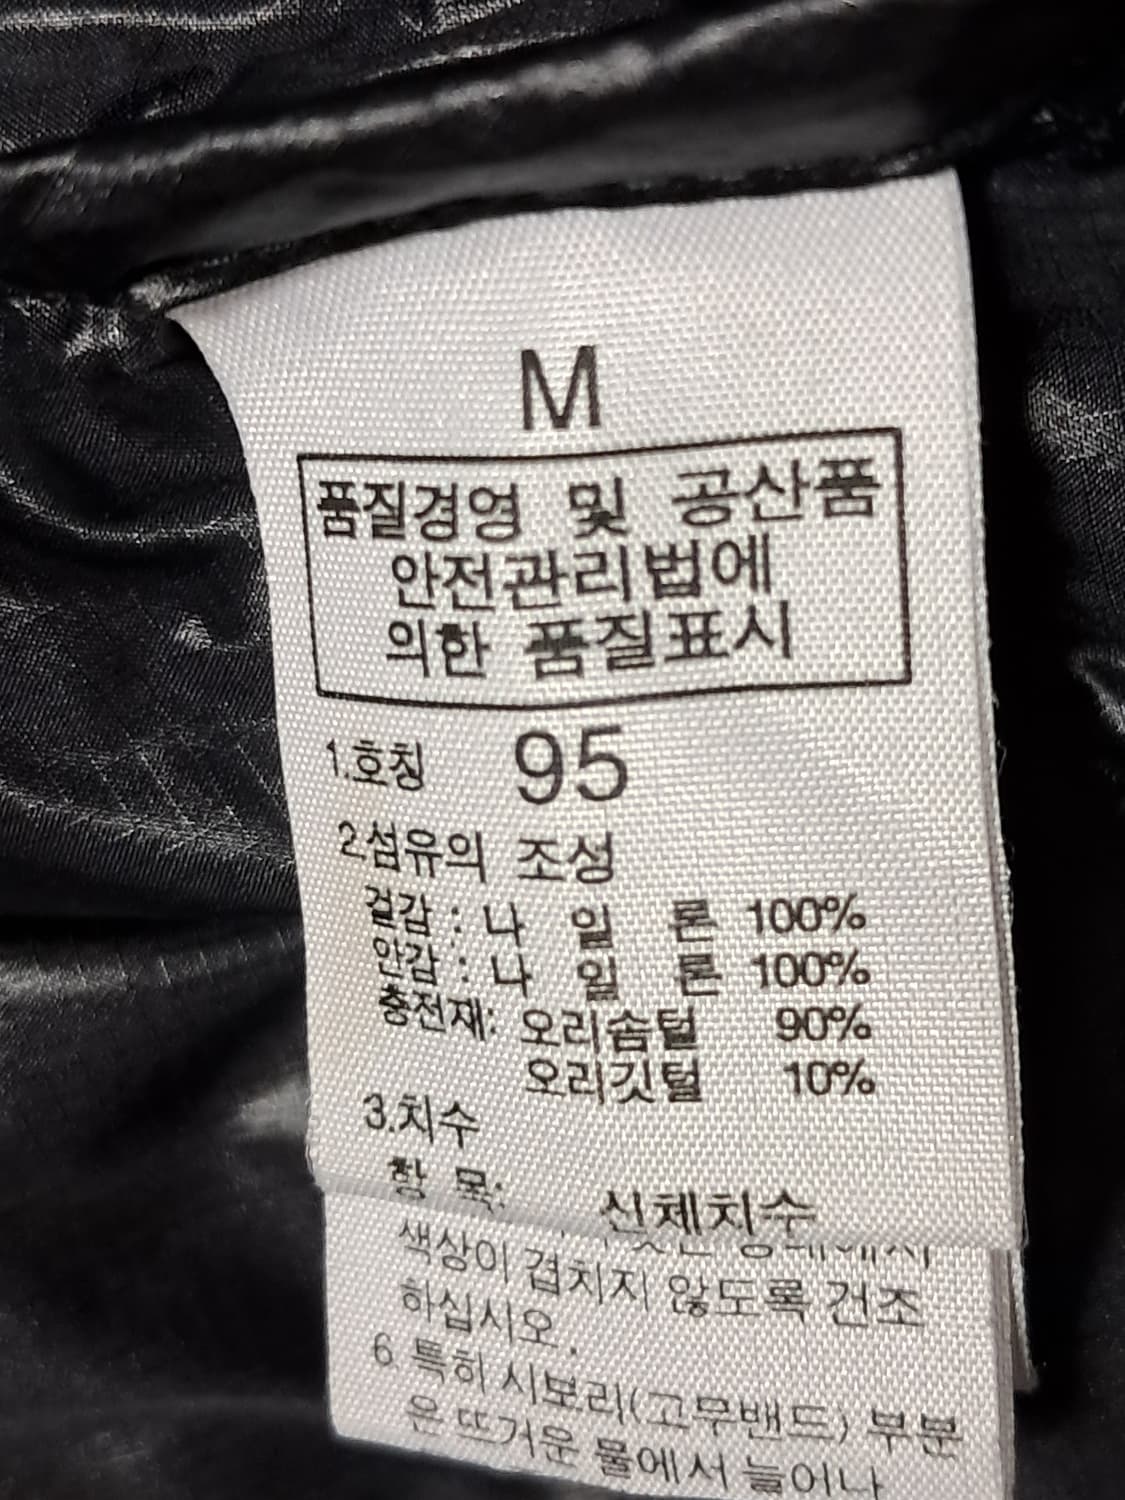 M
품질경영 및 공산품
안전관리법에
의한 품질표시
1.호칭 95
2.섬유의 조성
겉감 : 나 일 론 100%
안감 : 나 일 론 100%
충전재: 오리솜털 90%
오리깃털 10%
3.치수
항 목: 신체치수
색상이 겹치지 않도록 건조
하십시오.
6. 특히 시보리(고무밴드) 부분
은 뜨거운 물에서 늘어나